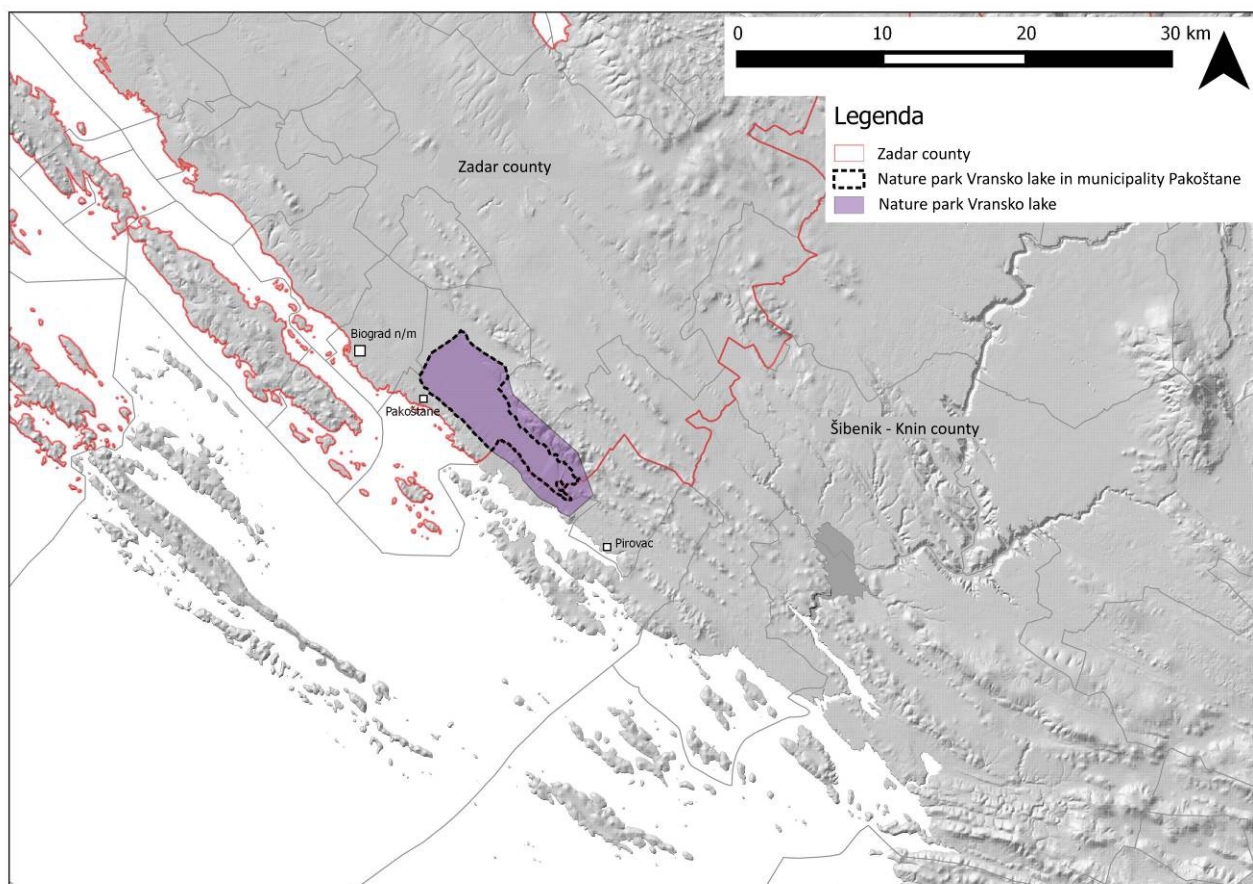 0 10 20 30 km
Legenda
Zadar county
Nature park Vransko lake in municipality Pakoštane
Nature park Vransko lake
Zadar county
Biograd n/m
Pakoštane
Šibenik - Knin county
Pirovac